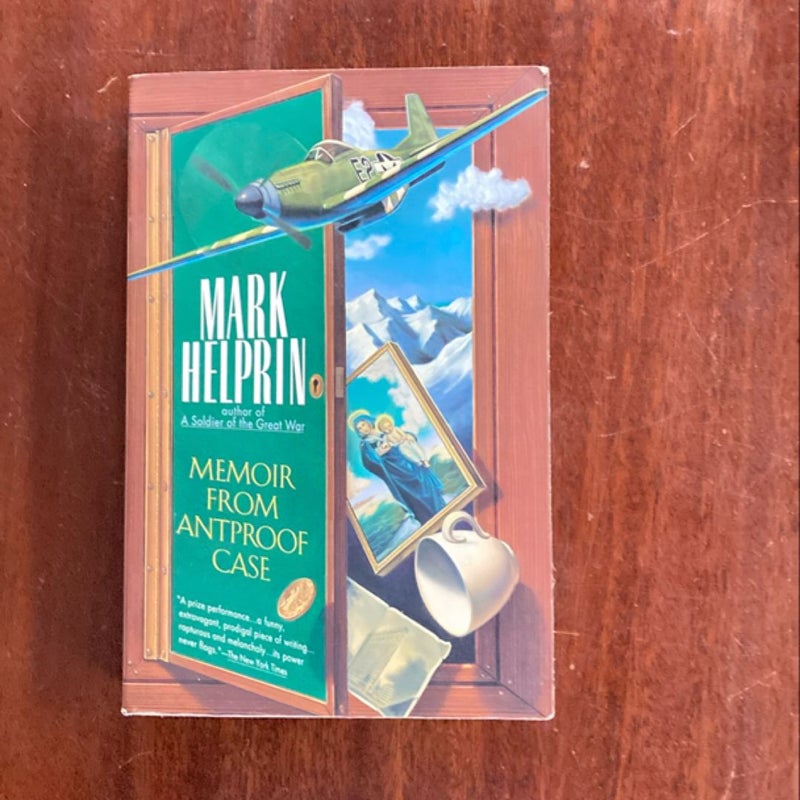 MARK
HELPRIN
author of
A Soldier of the Great War
MEMOIR
FROM
ANTPROOF
CASE
"A prize performance...a funny,
extravagant, prodigal piece of writing...
rapturous and melancholy...its power
never flags."—The New York Times
E2